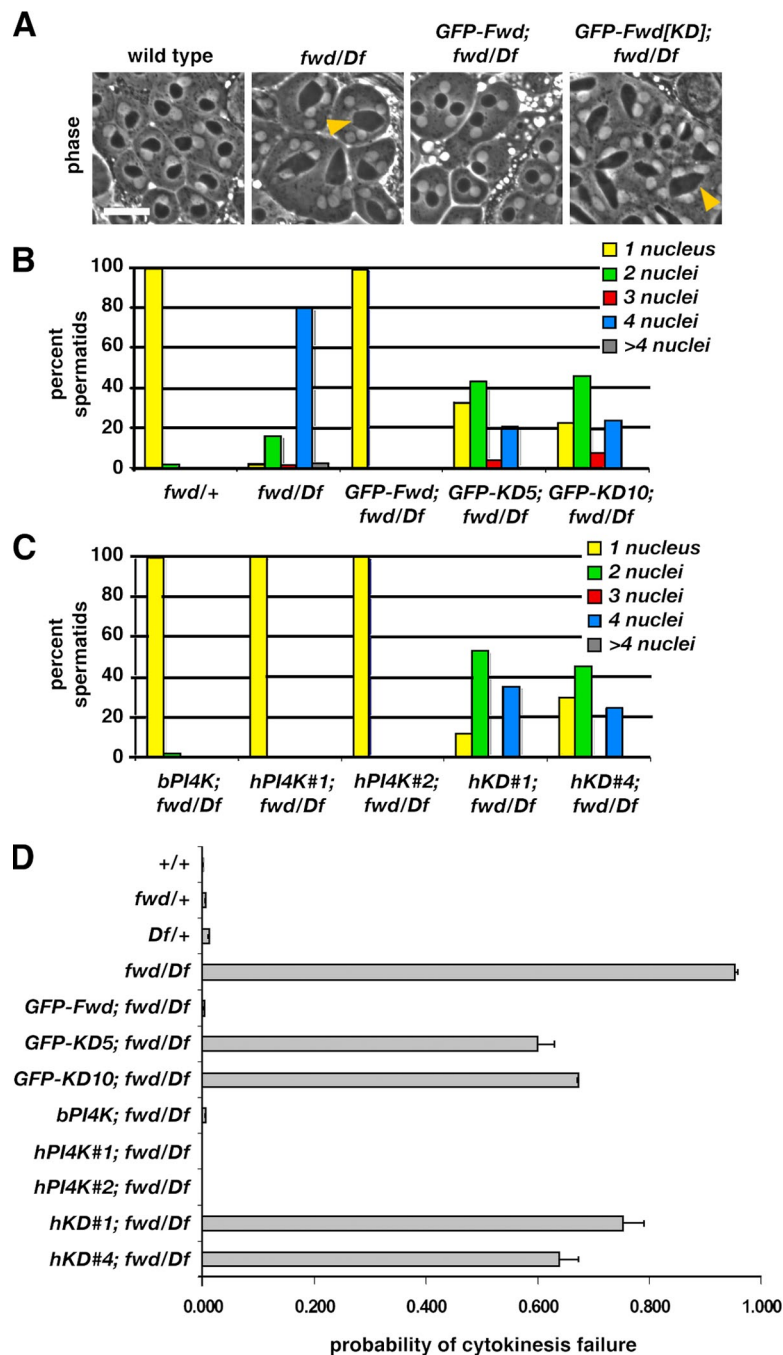 A
wild type
fwd/Df
GFP-Fwd;
fwd/Df
GFP-Fwd[KD];
fwd/Df
phase
B
percent
spermatids
100
80
60
40
20
0
1 nucleus
2 nuclei
3 nuclei
4 nuclei
>4 nuclei
fwd/+
fwd/Df
GFP-Fwd;
fwd/Df
GFP-KD5;
fwd/Df
GFP-KD10;
fwd/Df
C
percent
spermatids
100
80
60
40
20
0
1 nucleus
2 nuclei
3 nuclei
4 nuclei
>4 nuclei
bPI4K;
fwd/Df
hPI4K#1;
fwd/Df
hPI4K#2;
fwd/Df
hKD#1;
fwd/Df
hKD#4;
fwd/Df
D
+/+
fwd/+
Df/+
fwd/Df
GFP-Fwd; fwd/Df
GFP-KD5; fwd/Df
GFP-KD10; fwd/Df
bPI4K; fwd/Df
hPI4K#1; fwd/Df
hPI4K#2; fwd/Df
hKD#1; fwd/Df
hKD#4; fwd/Df
0.000 0.200 0.400 0.600 0.800 1.000
probability of cytokinesis failure